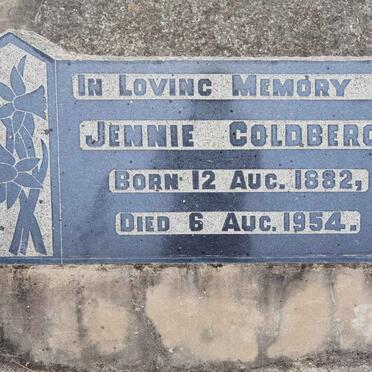 IN LOVING MEMORY
JENNIE GOLDBERG
BORN 12 AUG. 1882,
DIED 6 AUG. 1954.